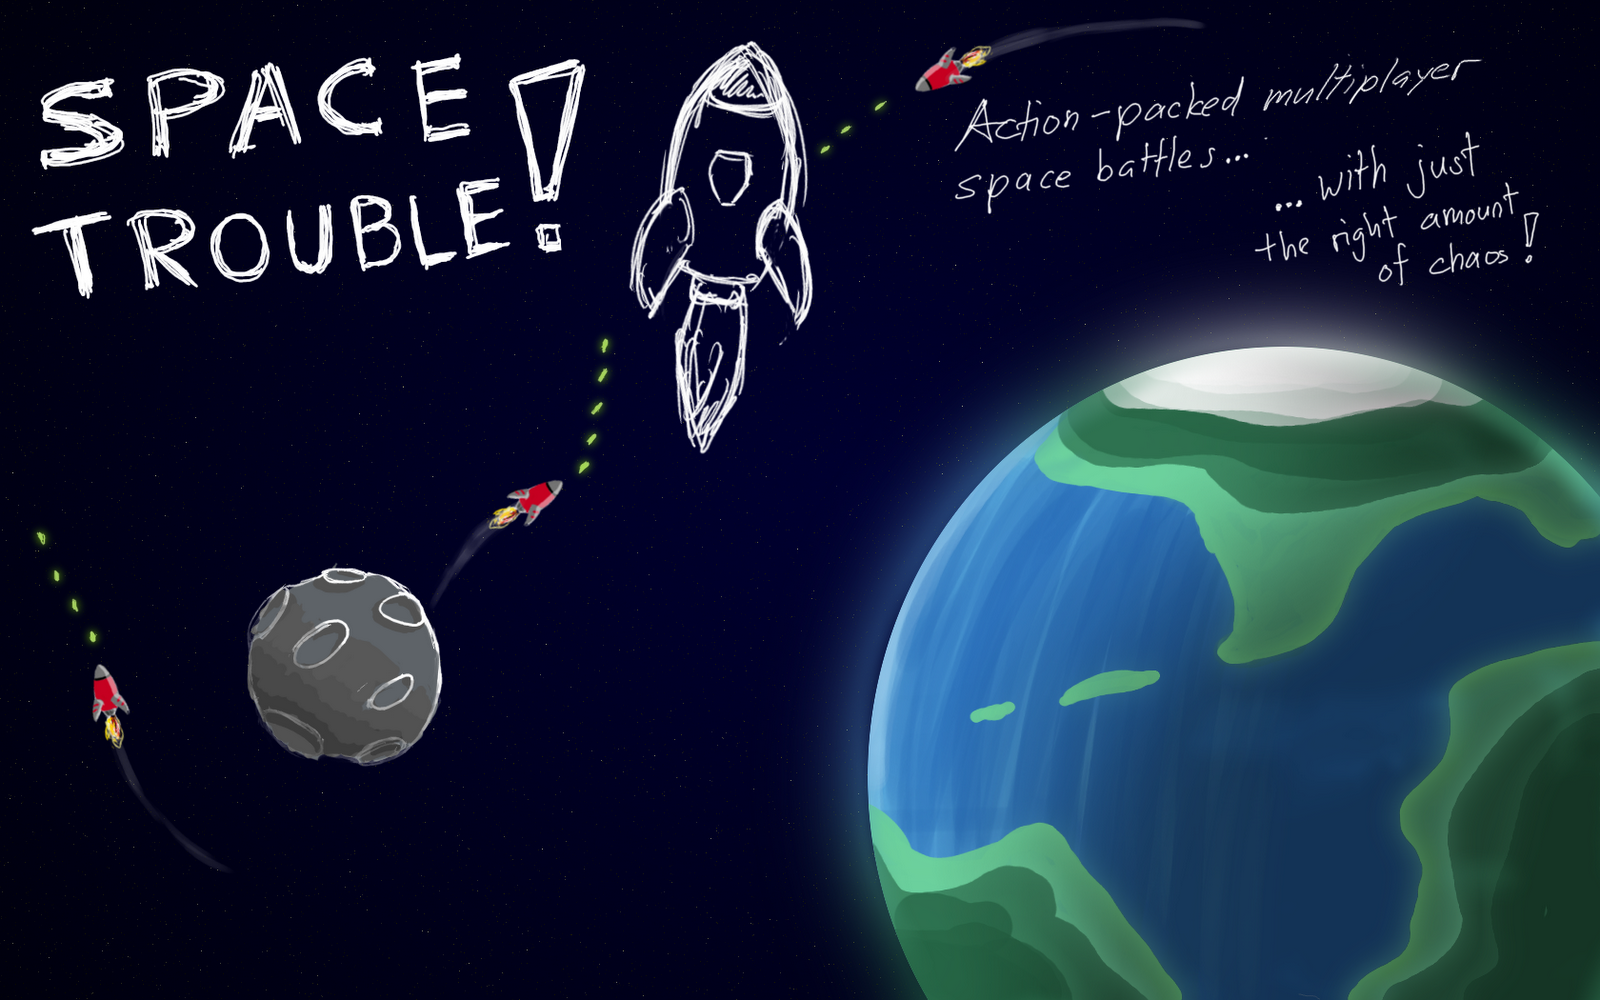 SPACE
TROUBLE!
Action-packed multiplayer
space battles...
... with just
the right amount
of chaos!